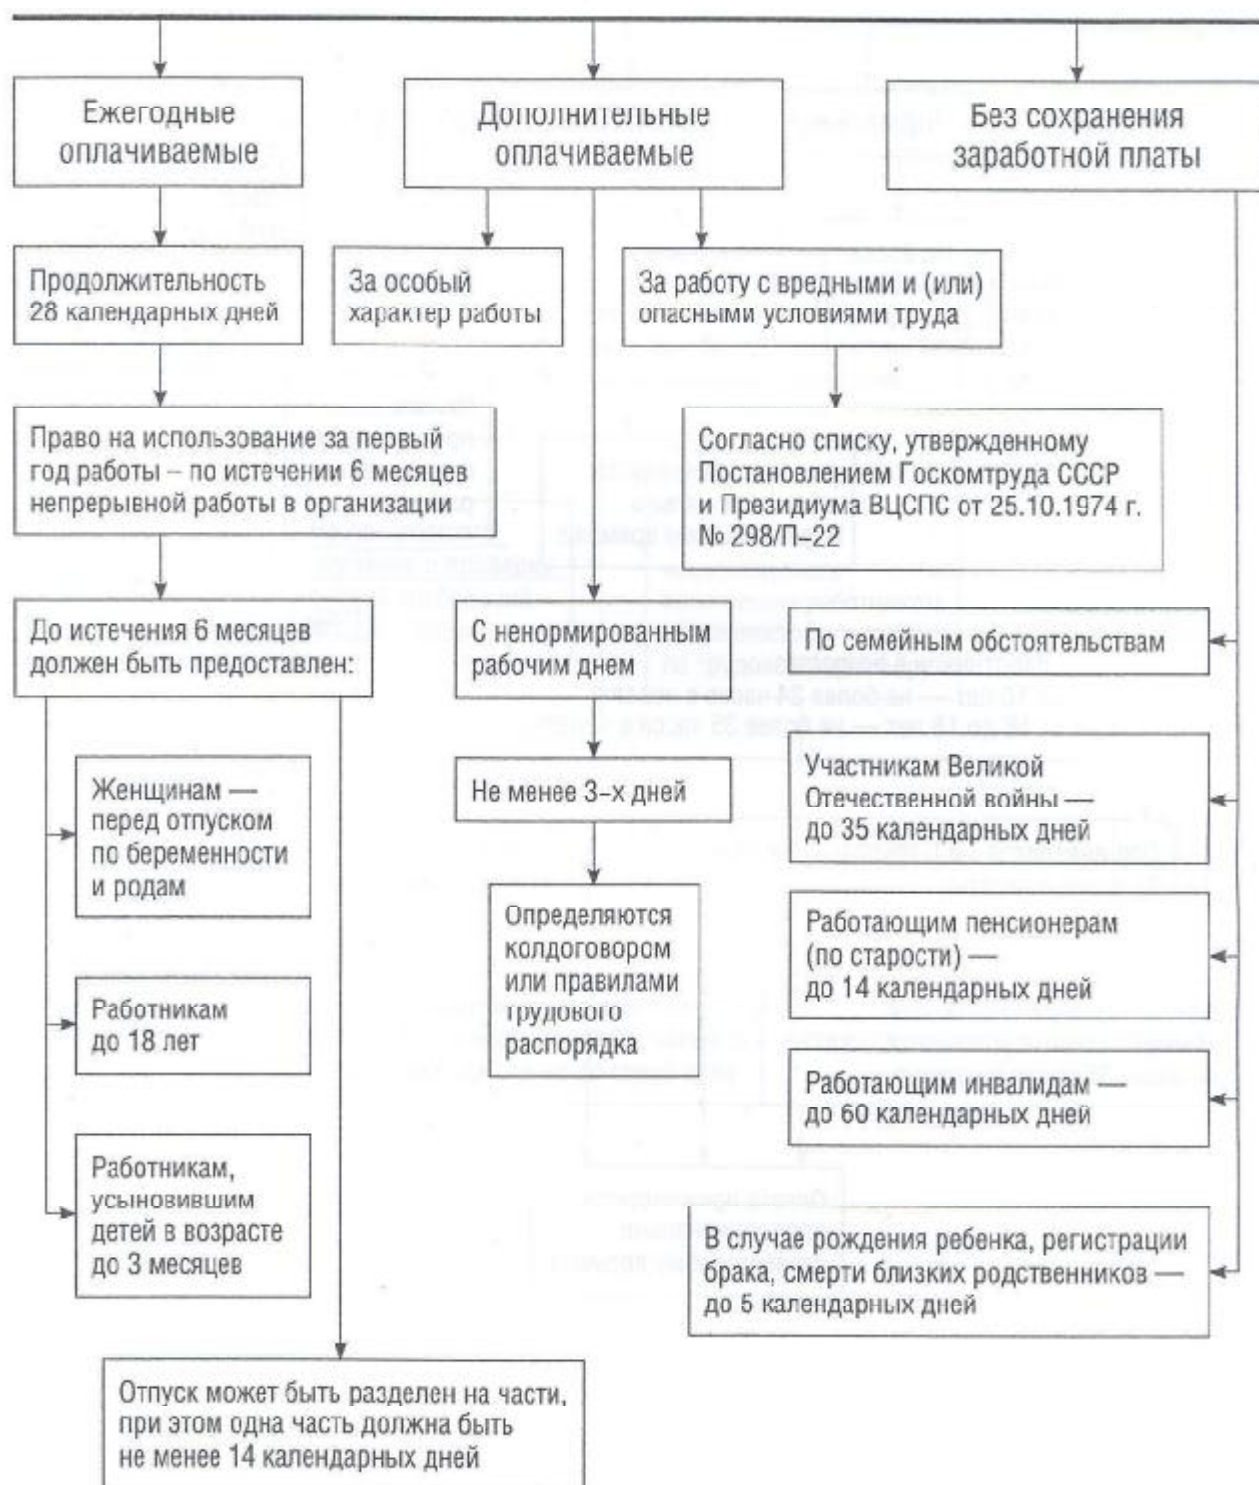 Ежегодные
оплачиваемые
Дополнительные
оплачиваемые
Без сохранения
заработной платы
Продолжительность
28 календарных дней
За особый
характер работы
За работу с вредными и (или)
опасными условиями труда
Право на использование за первый
год работы – по истечении 6 месяцев
непрерывной работы в организации
Согласно списку, утвержденному
Постановлением Госкомтруда СССР
и Президиума ВЦСПС от 25.10.1974 г.
№ 298/П–22
До истечения 6 месяцев
должен быть предоставлен:
С ненормированным
рабочим днем
По семейным обстоятельствам
Женщинам —
перед отпуском
по беременности
и родам
Не менее 3–х дней
Участникам Великой
Отечественной войны —
до 35 календарных дней
Определяются
колдоговором
или правилами
трудового
распорядка
Работающим пенсионерам
(по старости) —
до 14 календарных дней
Работникам
до 18 лет
Работающим инвалидам —
до 60 календарных дней
Работникам,
усыновившим
детей в возрасте
до 3 месяцев
В случае рождения ребенка, регистрации
брака, смерти близких родственников —
до 5 календарных дней
Отпуск может быть разделен на части,
при этом одна часть должна быть
не менее 14 календарных дней